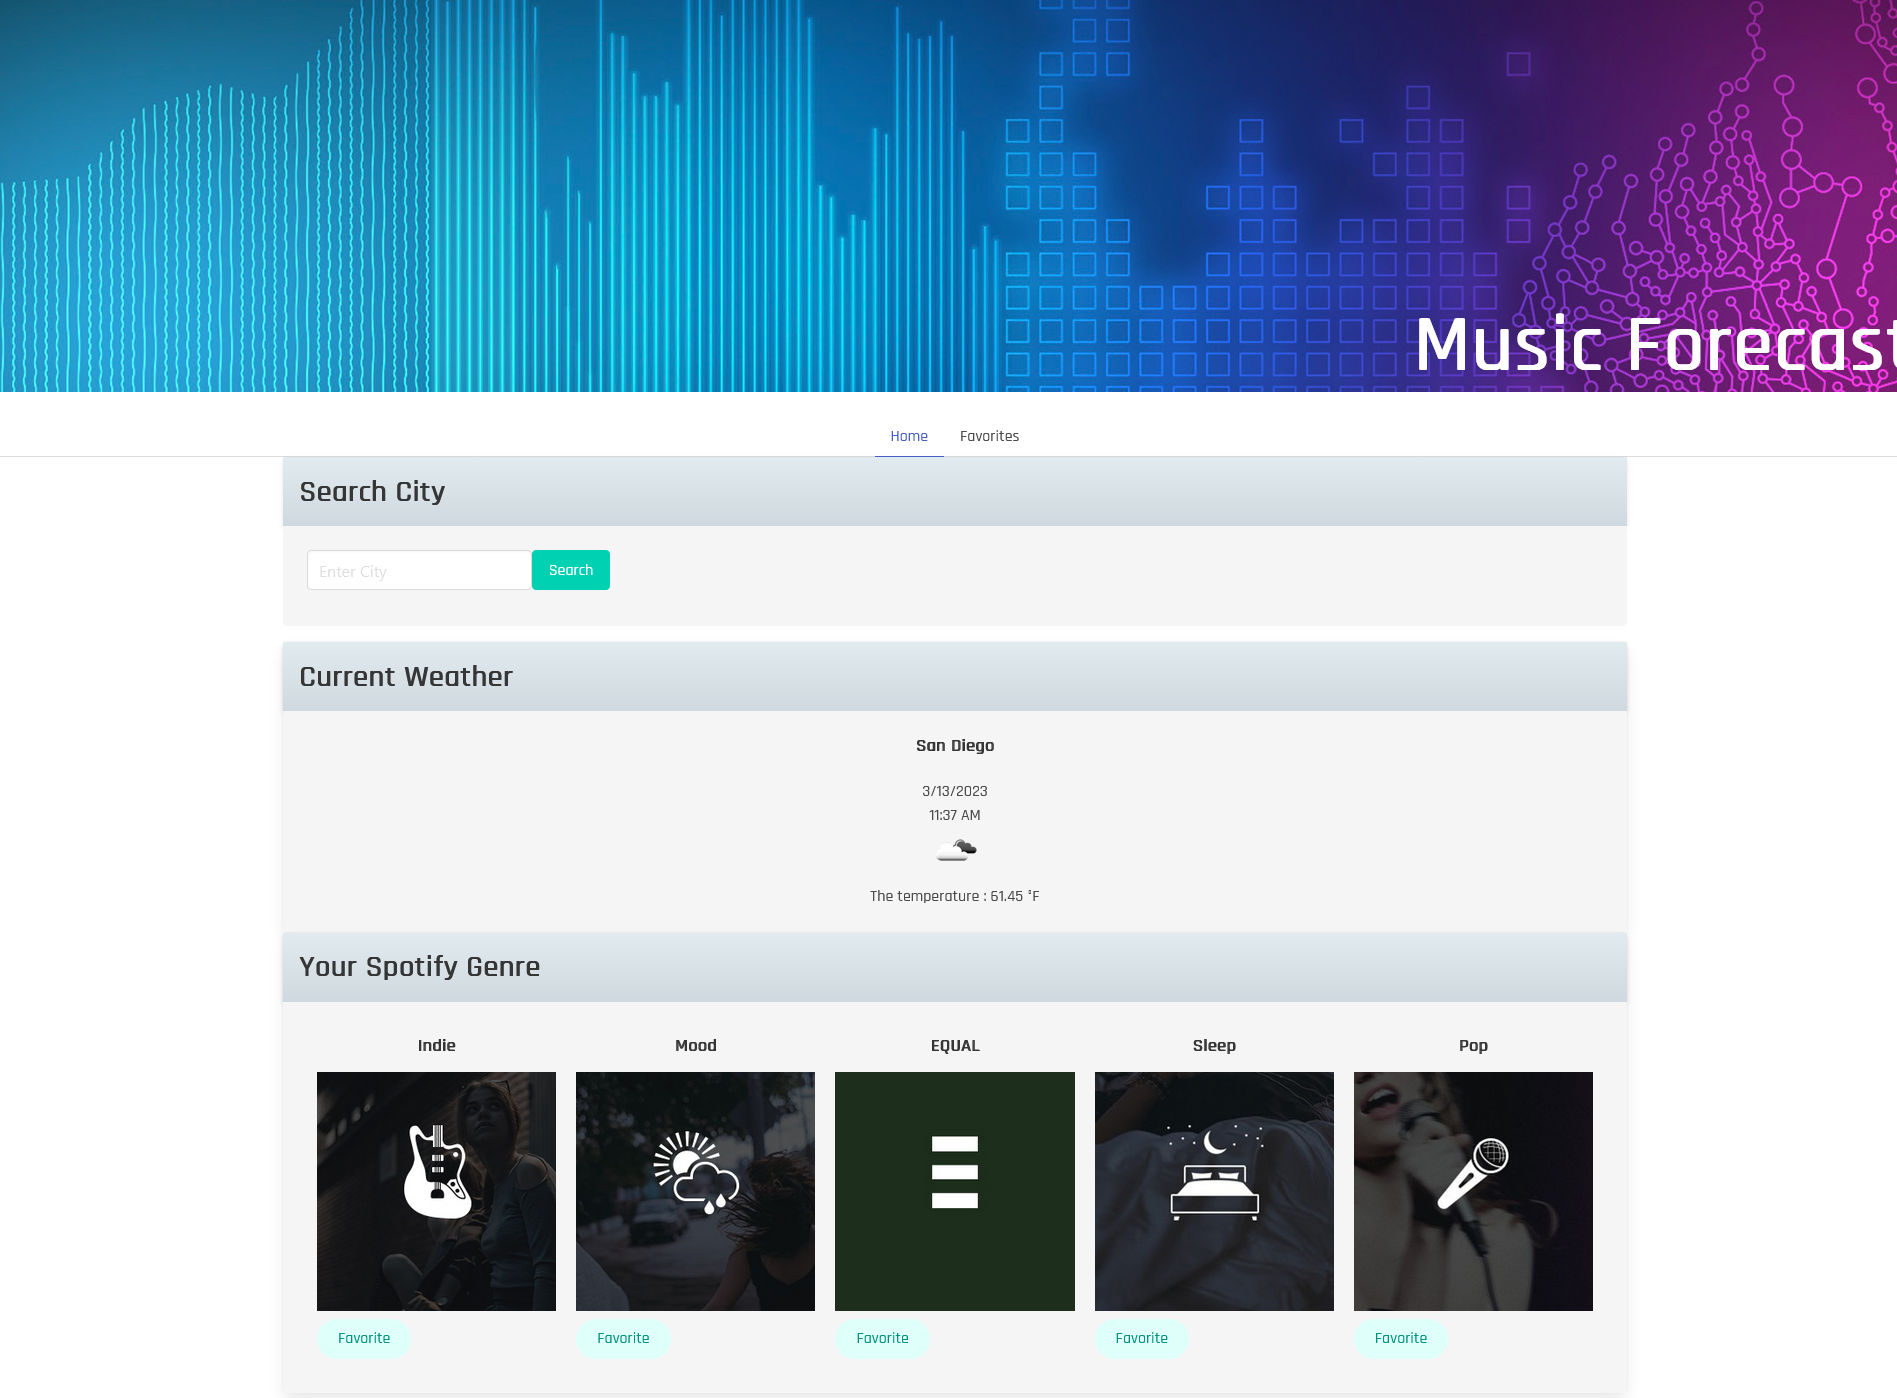 Music Forecast
Home Favorites
Search City
Enter City Search
Current Weather
San Diego
3/13/2023
11:37 AM
The temperature : 61.45 °F
Your Spotify Genre
Indie Mood EQUAL Sleep Pop
Favorite Favorite Favorite Favorite Favorite